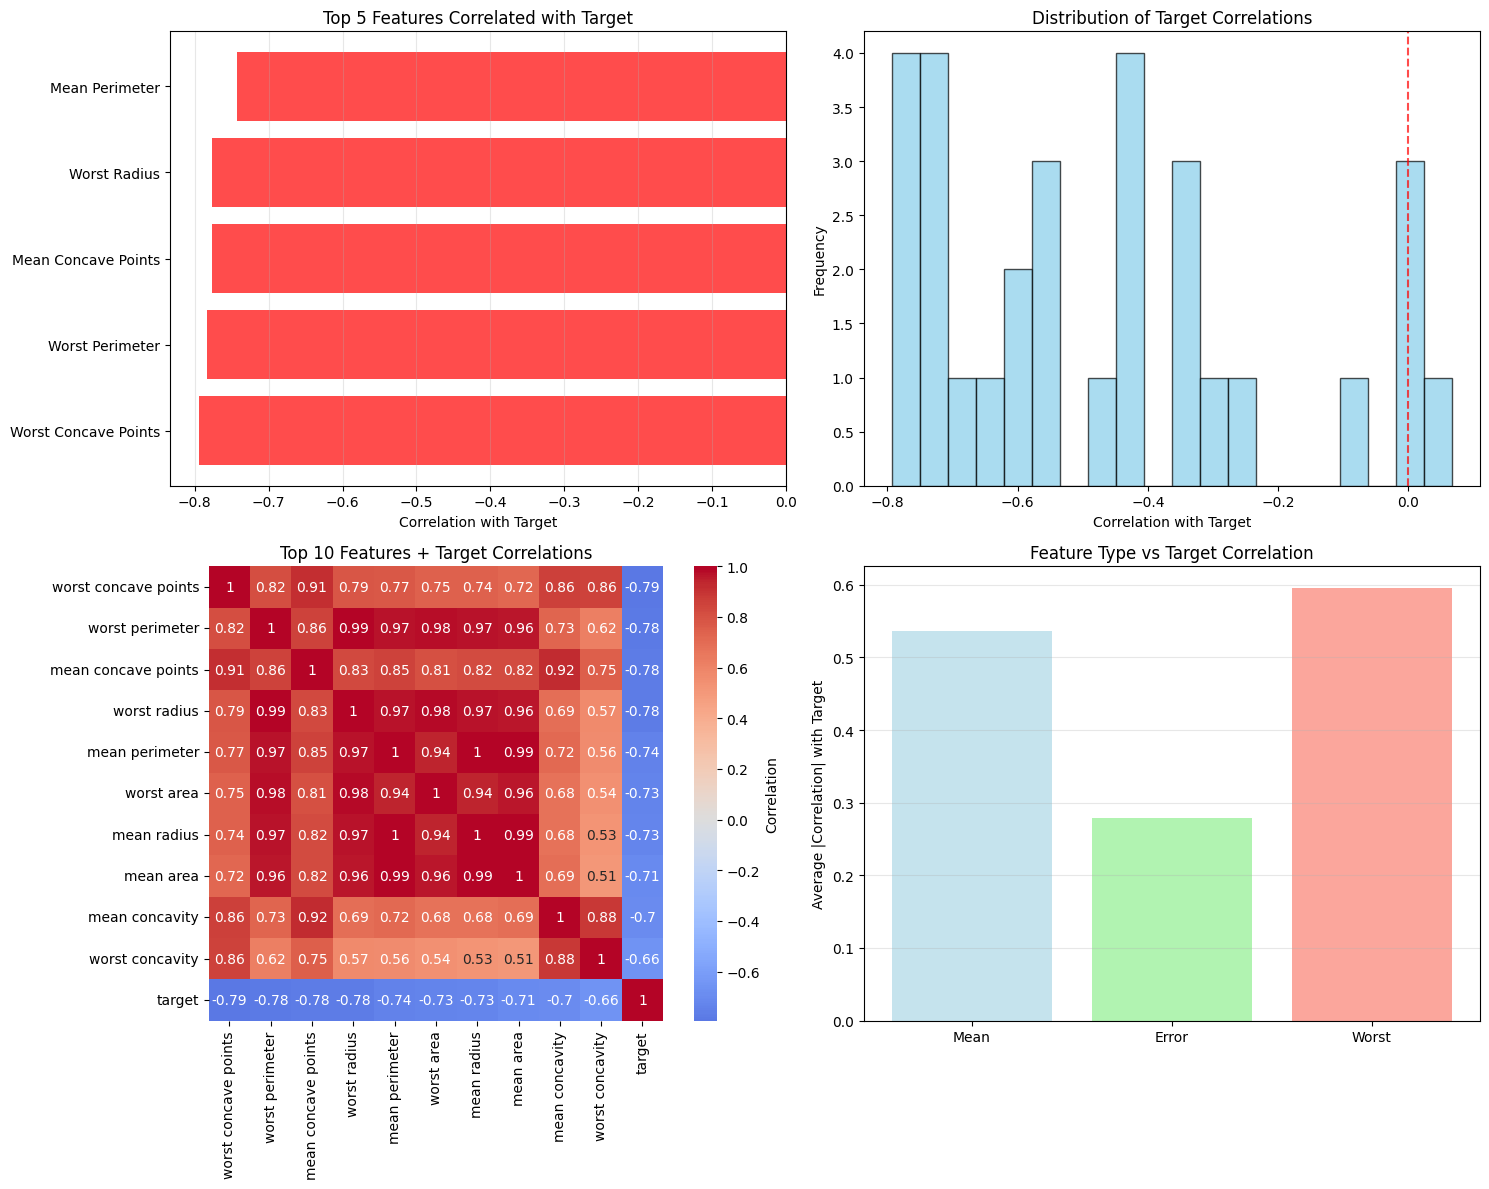 Top 5 Features Correlated with Target
Mean Perimeter
Worst Radius
Mean Concave Points
Worst Perimeter
Worst Concave Points
−0.8 −0.7 −0.6 −0.5 −0.4 −0.3 −0.2 −0.1 0.0
Correlation with Target
Distribution of Target Correlations
Frequency
4.0
3.5
3.0
2.5
2.0
1.5
1.0
0.5
0.0
−0.8 −0.6 −0.4 −0.2 0.0
Correlation with Target
Top 10 Features + Target Correlations
worst concave points 1 0.82 0.91 0.79 0.77 0.75 0.74 0.72 0.86 0.86 -0.79
worst perimeter 0.82 1 0.86 0.99 0.97 0.98 0.97 0.96 0.73 0.62 -0.78
mean concave points 0.91 0.86 1 0.83 0.85 0.81 0.82 0.82 0.92 0.75 -0.78
worst radius 0.79 0.99 0.83 1 0.97 0.98 0.97 0.96 0.69 0.57 -0.78
mean perimeter 0.77 0.97 0.85 0.97 1 0.94 1 0.99 0.72 0.56 -0.74
worst area 0.75 0.98 0.81 0.98 0.94 1 0.94 0.96 0.68 0.54 -0.73
mean radius 0.74 0.97 0.82 0.97 1 0.94 1 0.99 0.68 0.53 -0.73
mean area 0.72 0.96 0.82 0.96 0.99 0.96 0.99 1 0.69 0.51 -0.71
mean concavity 0.86 0.73 0.92 0.69 0.72 0.68 0.68 0.69 1 0.88 -0.7
worst concavity 0.86 0.62 0.75 0.57 0.56 0.54 0.53 0.51 0.88 1 -0.66
target -0.79 -0.78 -0.78 -0.78 -0.74 -0.73 -0.73 -0.71 -0.7 -0.66 1
worst concave points
worst perimeter
mean concave points
worst radius
mean perimeter
worst area
mean radius
mean area
mean concavity
worst concavity
target
1.0
0.8
0.6
0.4
0.2
0.0
−0.2
−0.4
−0.6
Correlation
Feature Type vs Target Correlation
Average |Correlation| with Target
0.6
0.5
0.4
0.3
0.2
0.1
0.0
Mean Error Worst